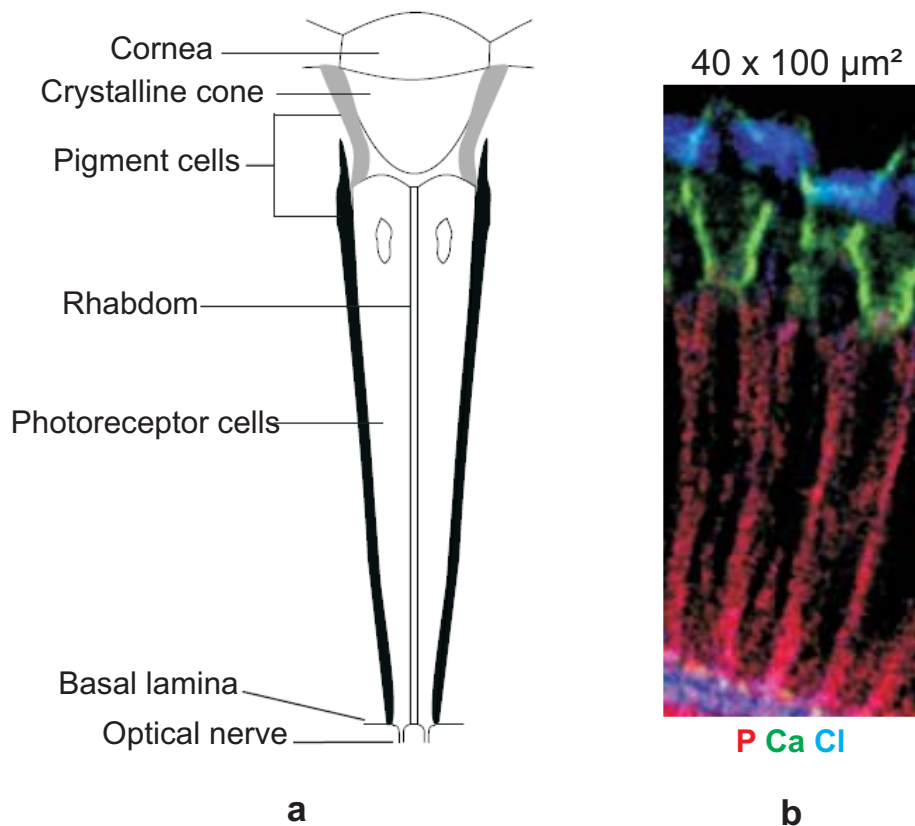 Cornea
Crystalline cone
Pigment cells
Rhabdom
Photoreceptor cells
Basal lamina
Optical nerve
a
40 x 100 µm²
P Ca Cl
b